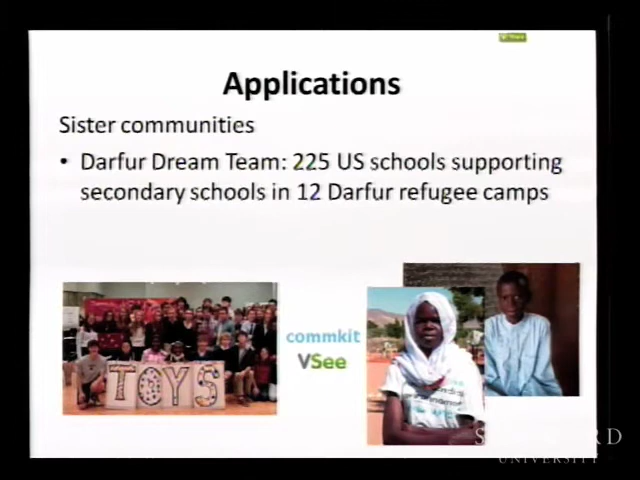 Applications
Sister communities
• Darfur Dream Team: 225 US schools supporting
secondary schools in 12 Darfur refugee camps
TOYS
commkit
VSee
UNIVERSITY